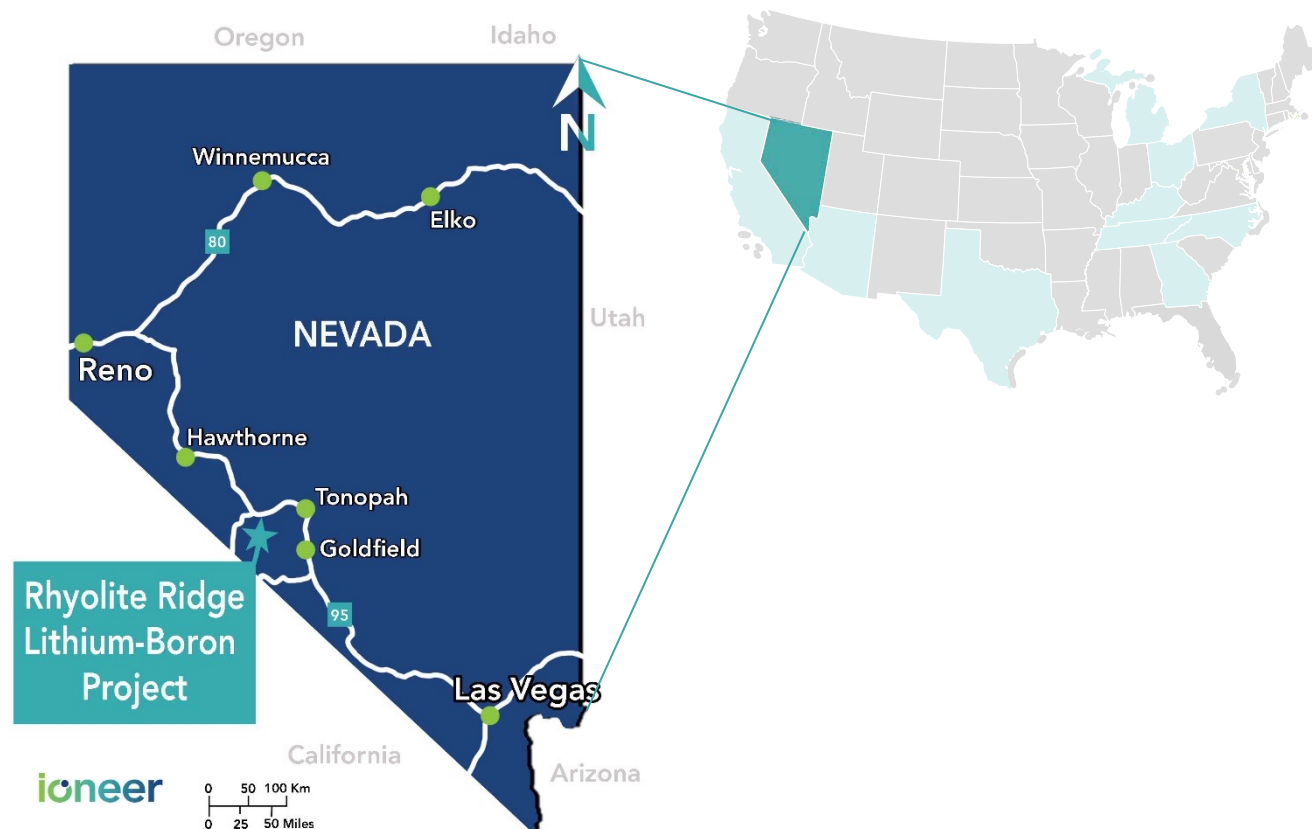 Oregon
Idaho
N
Winnemucca
Elko
80
Utah
NEVADA
Reno
Hawthorne
Tonopah
Goldfield
Rhyolite Ridge
Lithium-Boron
Project
95
Las Vegas
California
Arizona
ioneer
0 50 100 Km
0 25 50 Miles